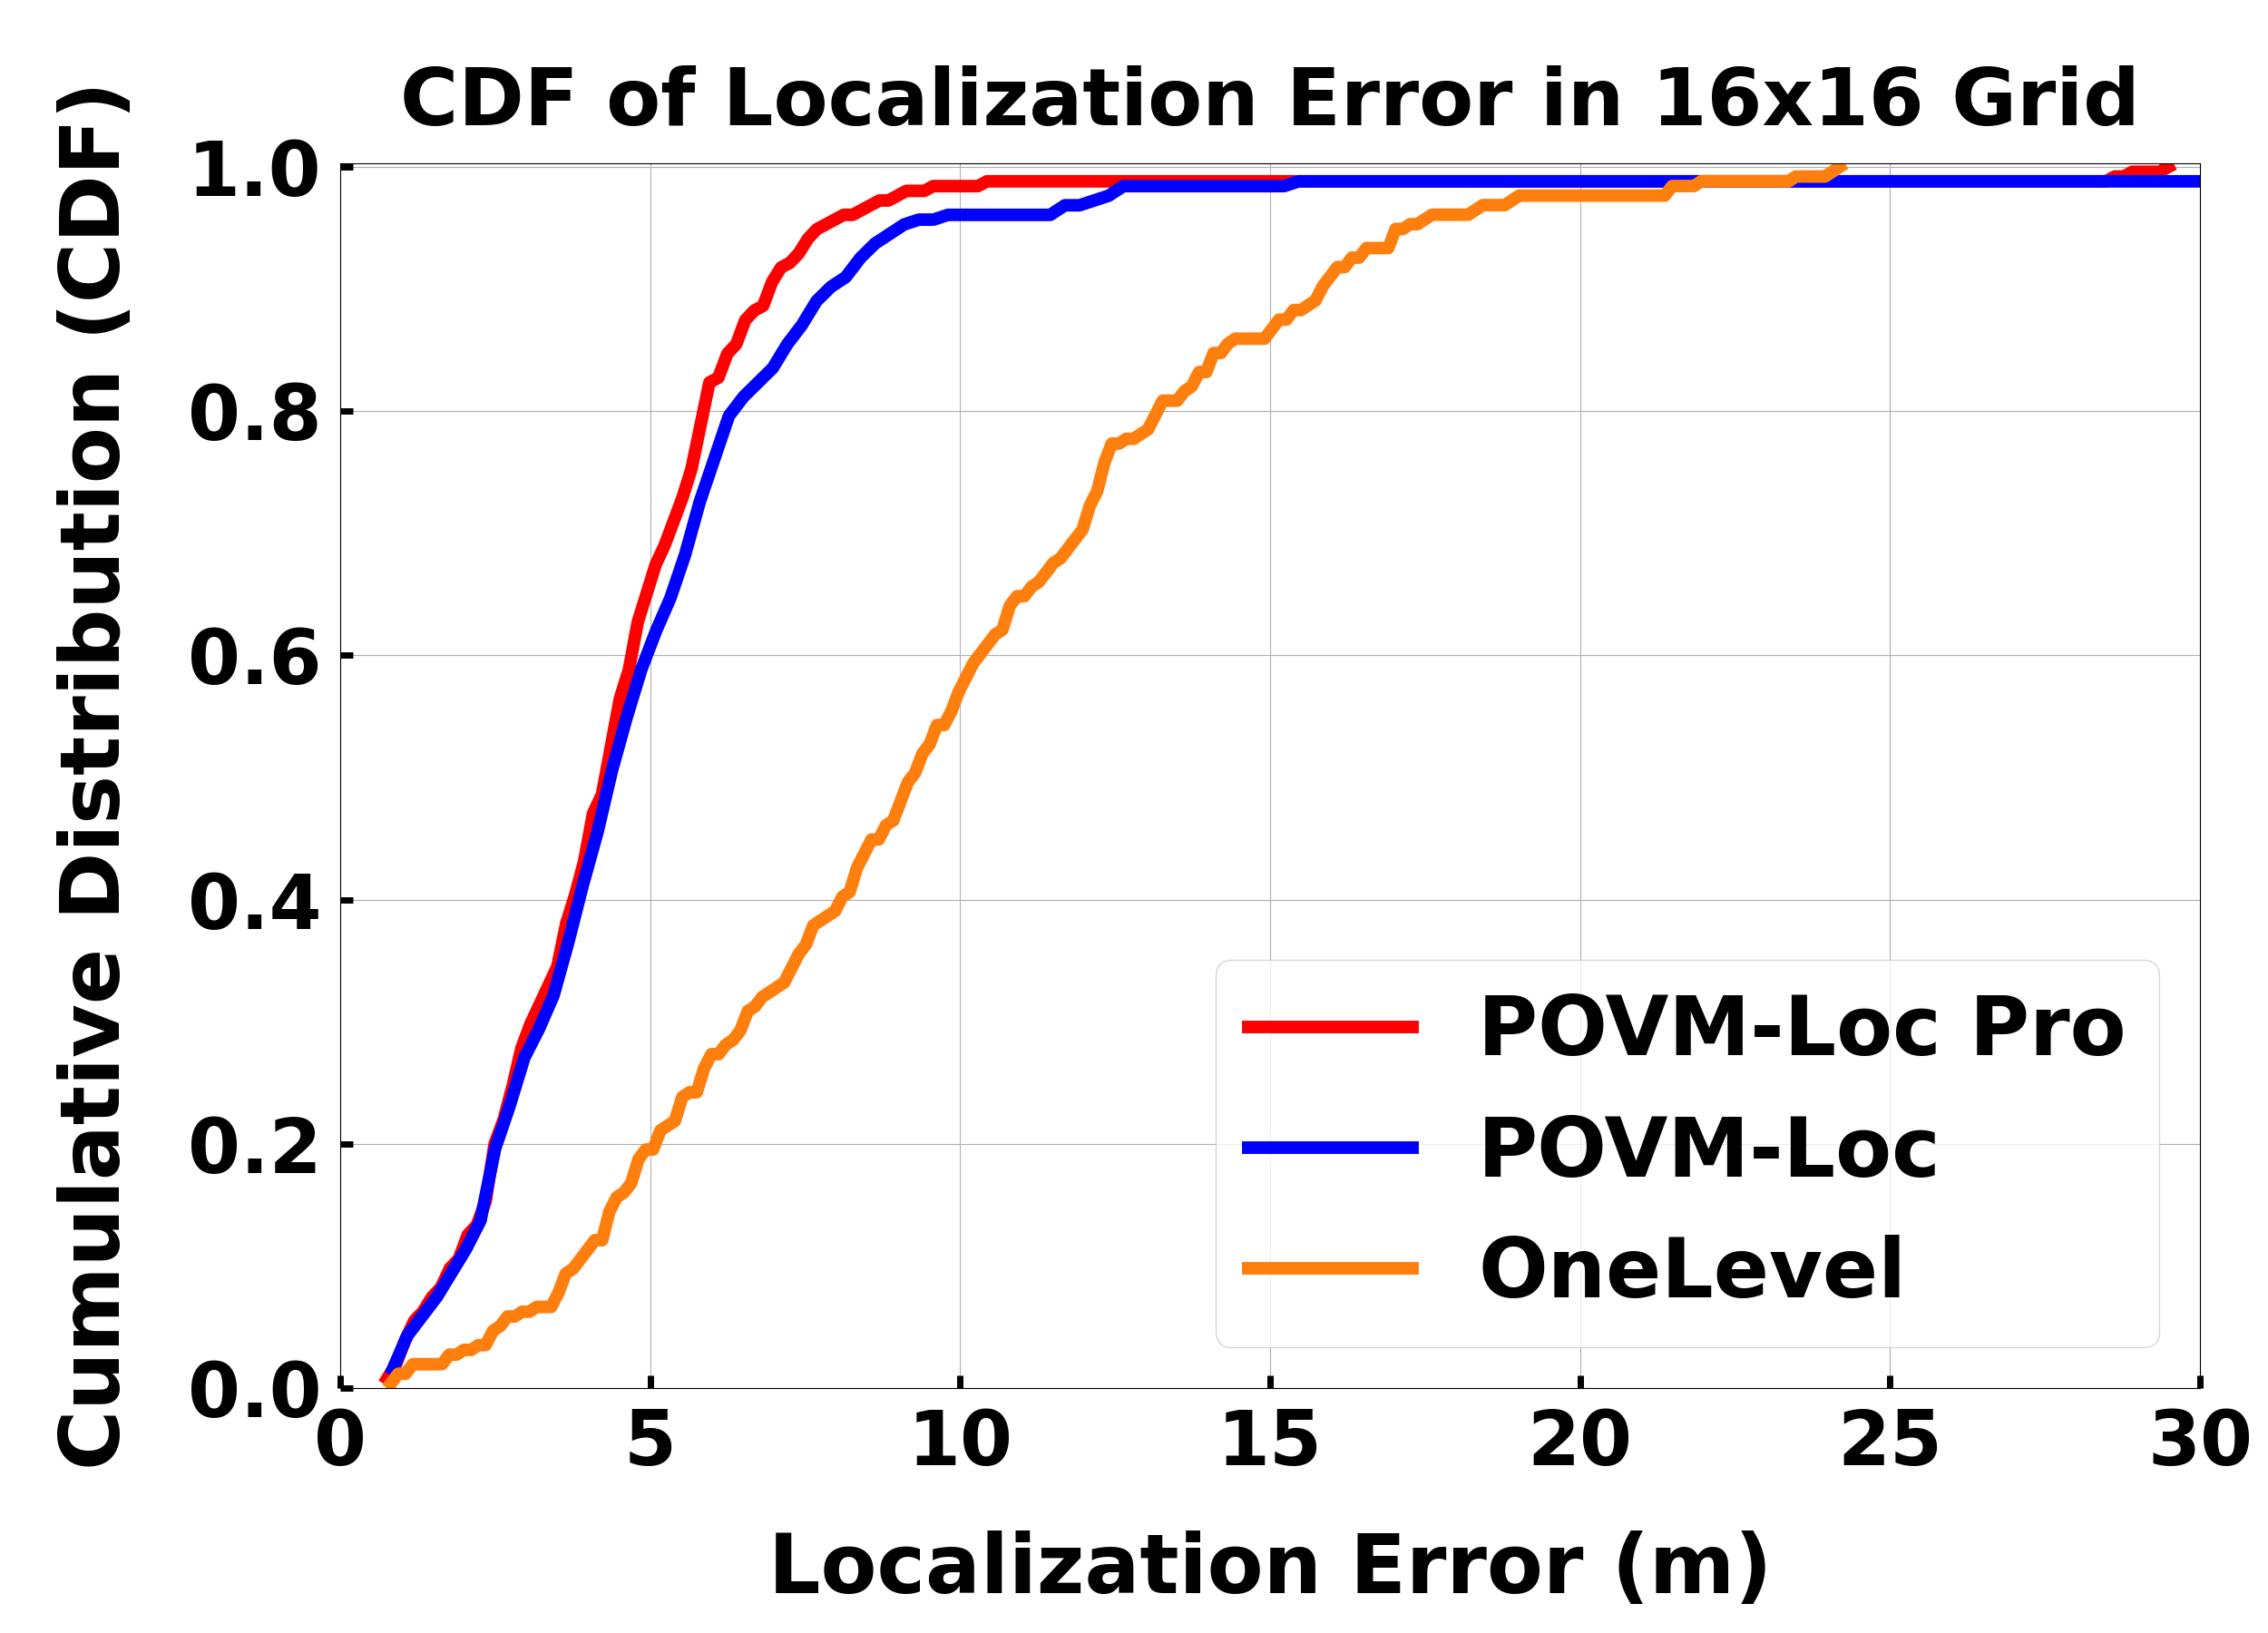 CDF of Localization Error in 16x16 Grid
Cumulative Distribution (CDF)
1.0
0.8
0.6
0.4
0.2
0.0
0 5 10 15 20 25 30
Localization Error (m)
POVM-Loc Pro
POVM-Loc
OneLevel